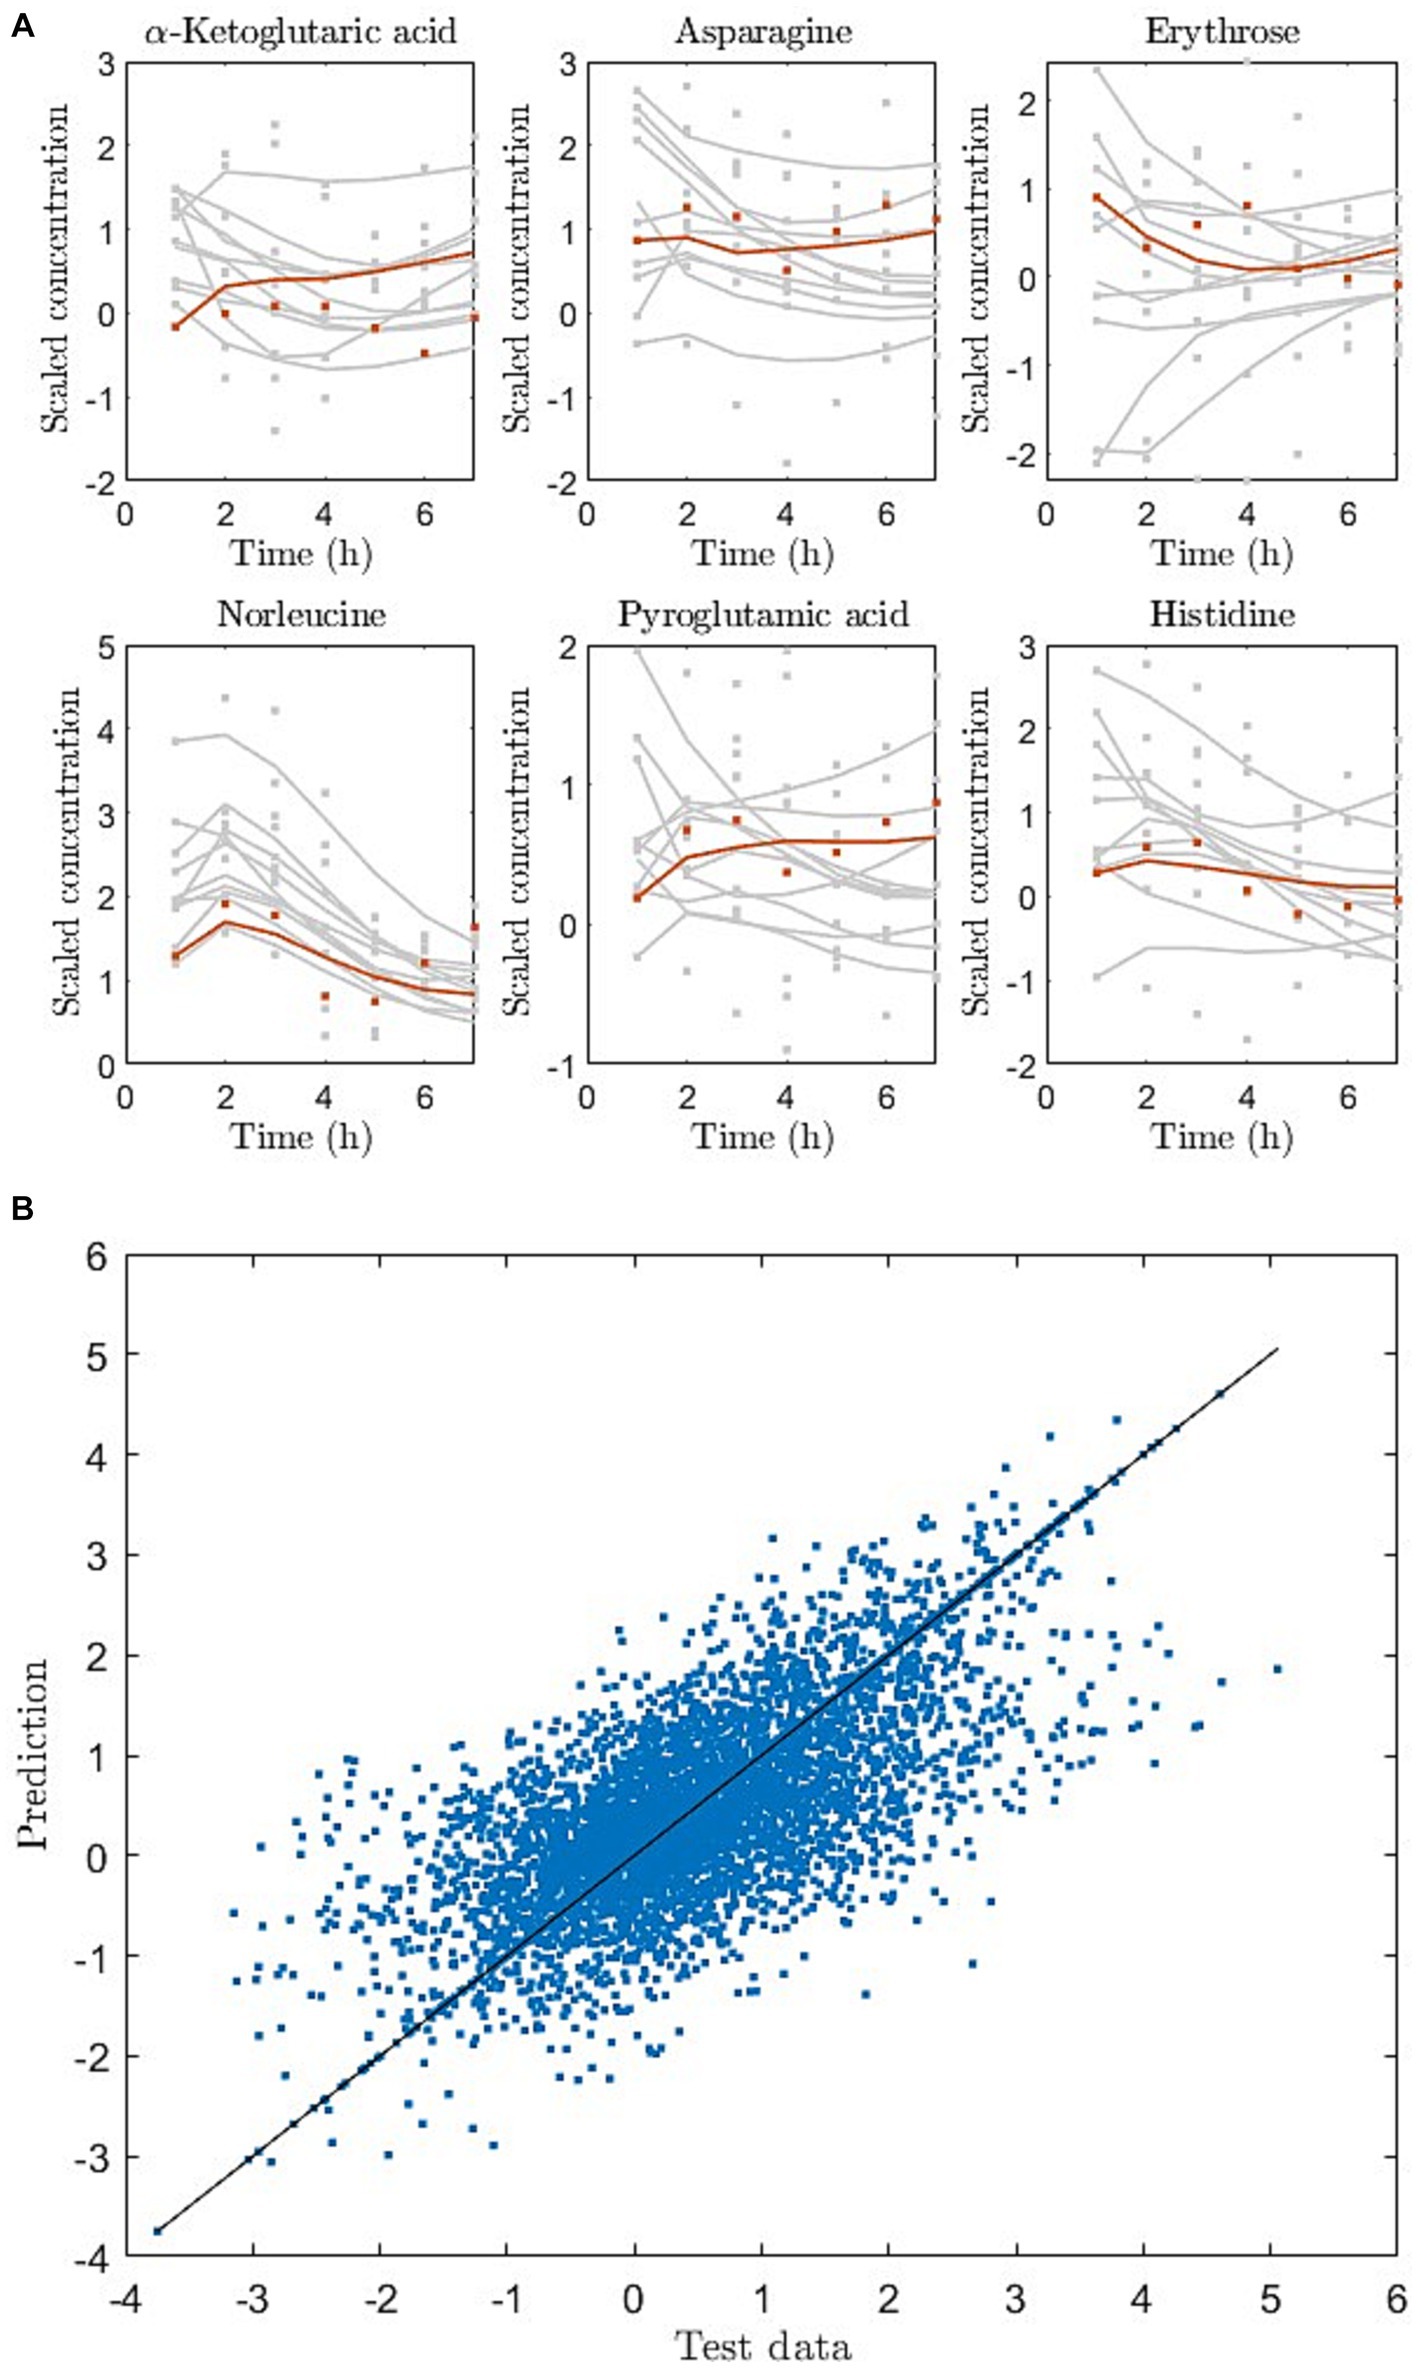 A
α-Ketoglutaric acid
Asparagine
Erythrose
Scaled concentration
3
2
1
0
-1
-2
0 2 4 6
Time (h)
Scaled concentration
3
2
1
0
-1
-2
0 2 4 6
Time (h)
Scaled concentration
2
1
0
-1
-2
0 2 4 6
Time (h)
Norleucine
Pyroglutamic acid
Histidine
Scaled concentration
5
4
3
2
1
0
0 2 4 6
Time (h)
Scaled concentration
2
1
0
-1
0 2 4 6
Time (h)
Scaled concentration
3
2
1
0
-1
-2
0 2 4 6
Time (h)
B
Prediction
6
5
4
3
2
1
0
-1
-2
-3
-4
-4 -3 -2 -1 0 1 2 3 4 5 6
Test data